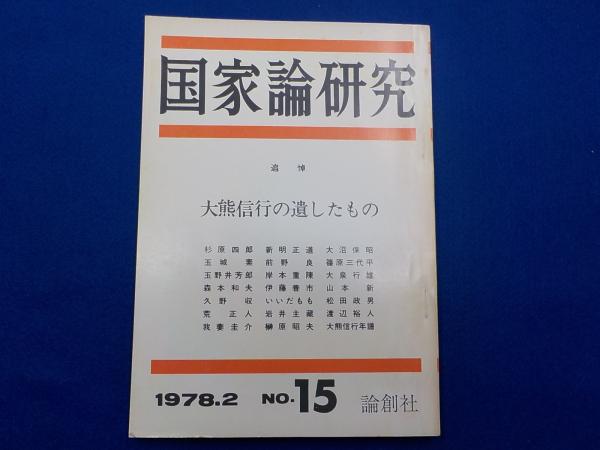 国家論研究
追悼
大熊信行の遺したもの
杉原四郎 新明正道 大沼保昭
玉城素 前野良 篠原三代平
玉野井芳郎 岸本重陳 大泉行雄
森本和夫 伊藤善市 山本新
久野収 いいだもも 松田政男
荒正人 岩井主蔵 渡辺裕人
我妻圭介 榊原昭夫 大熊信行年譜
1978.2 NO.15 論創社